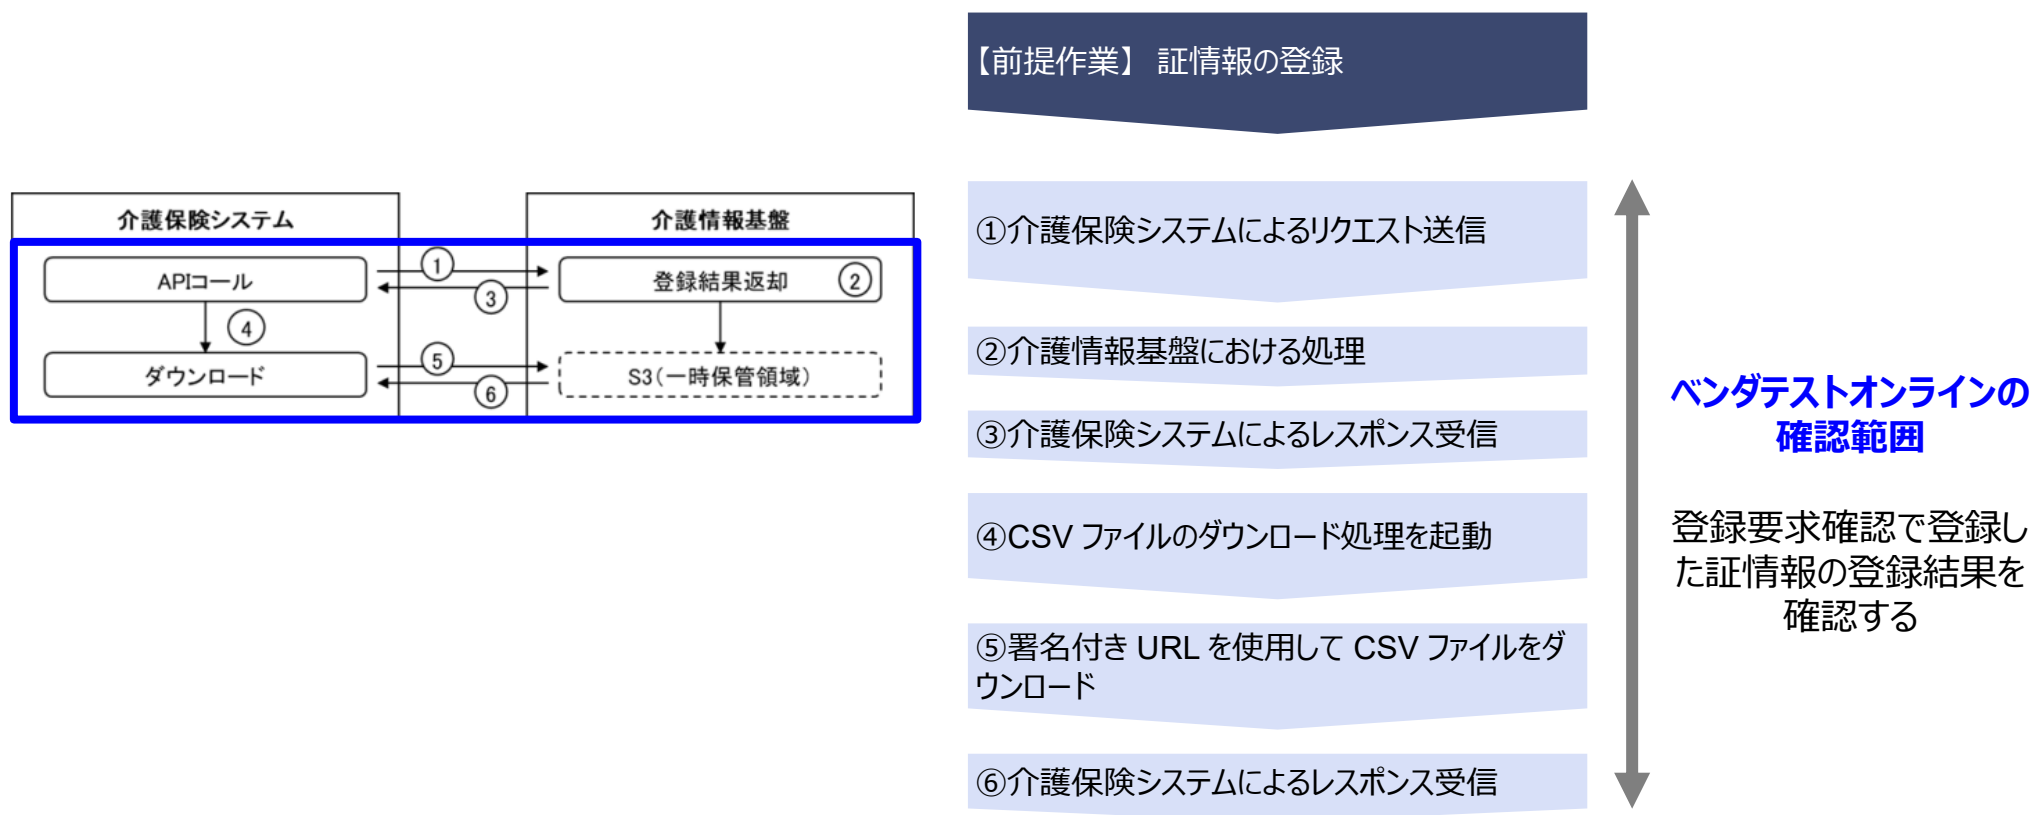 【前提作業】 証情報の登録
介護保険システム
介護情報基盤
APIコール
①
登録結果返却
②
③
④
ダウンロード
⑤
S3(一時保管領域)
⑥
①介護保険システムによるリクエスト送信
②介護情報基盤における処理
③介護保険システムによるレスポンス受信
④CSV ファイルのダウンロード処理を起動
⑤署名付き URL を使用して CSV ファイルをダ
ウンロード
⑥介護保険システムによるレスポンス受信
ベンダテストオンラインの
確認範囲
登録要求確認で登録し
た証情報の登録結果を
確認する